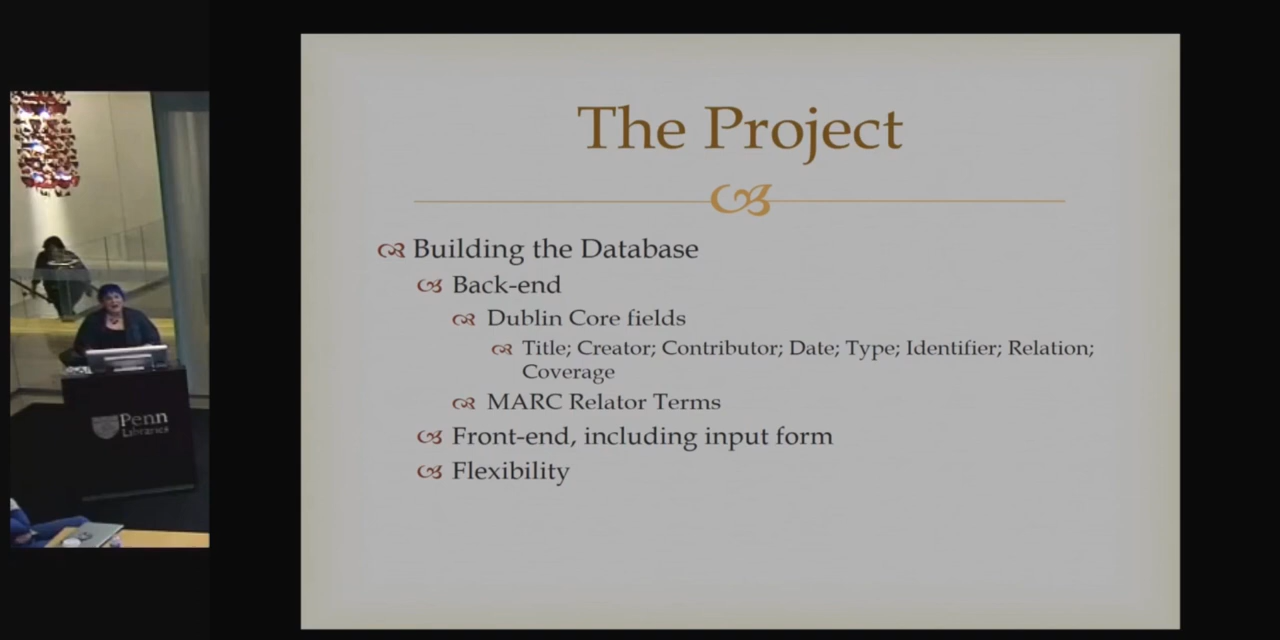 The Project
Building the Database
Back-end
Dublin Core fields
Title; Creator; Contributor; Date; Type; Identifier; Relation;
Coverage
MARC Relator Terms
Front-end, including input form
Flexibility
Penn
Libraries